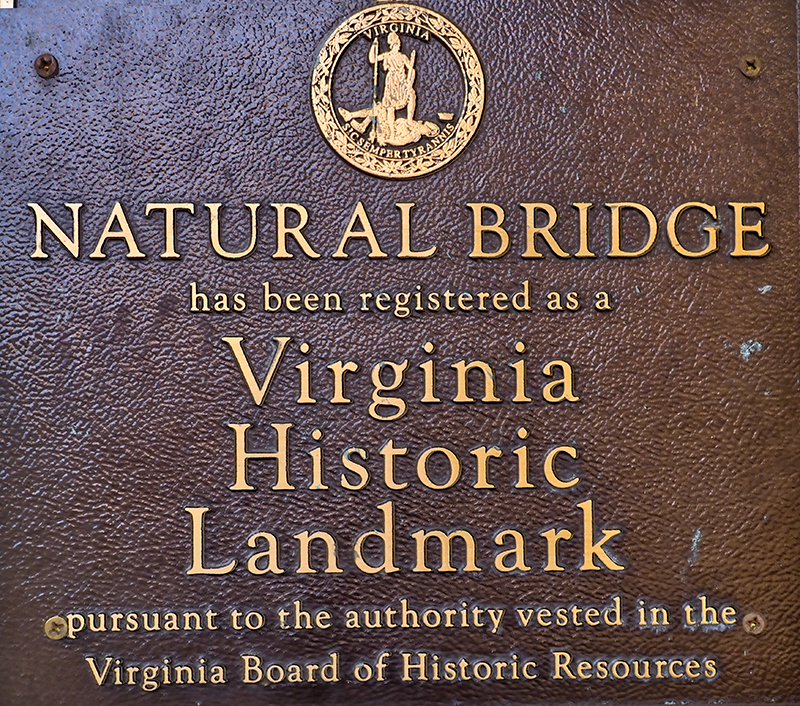 VIRGINIA
SIC SEMPER TYRANNIS
NATURAL BRIDGE
has been registered as a
Virginia
Historic
Landmark
pursuant to the authority vested in the
Virginia Board of Historic Resources